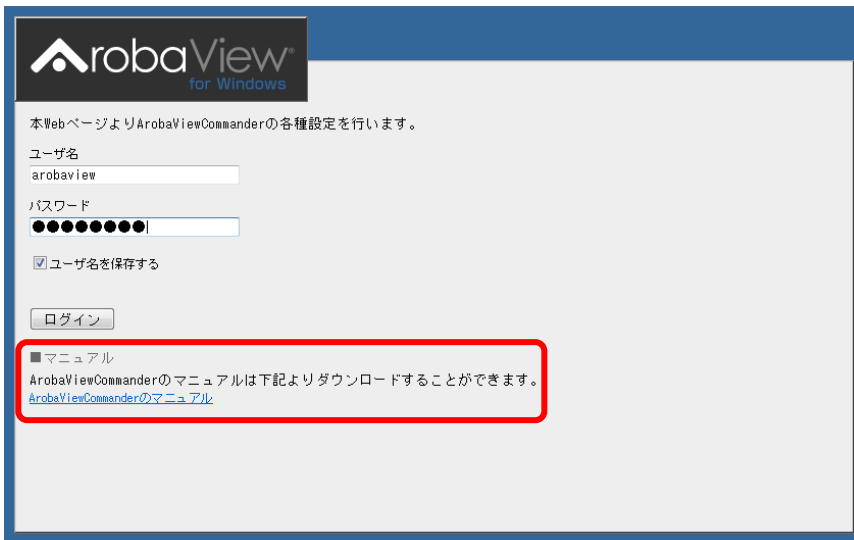 ArobaView®
for Windows
本WebページよりArobaViewCommanderの各種設定を行います。
ユーザ名
arobaview
パスワード
●●●●●●●●
ユーザ名を保存する
ログイン
■マニュアル
ArobaViewCommanderのマニュアルは下記よりダウンロードすることができます。
ArobaViewCommanderのマニュアル